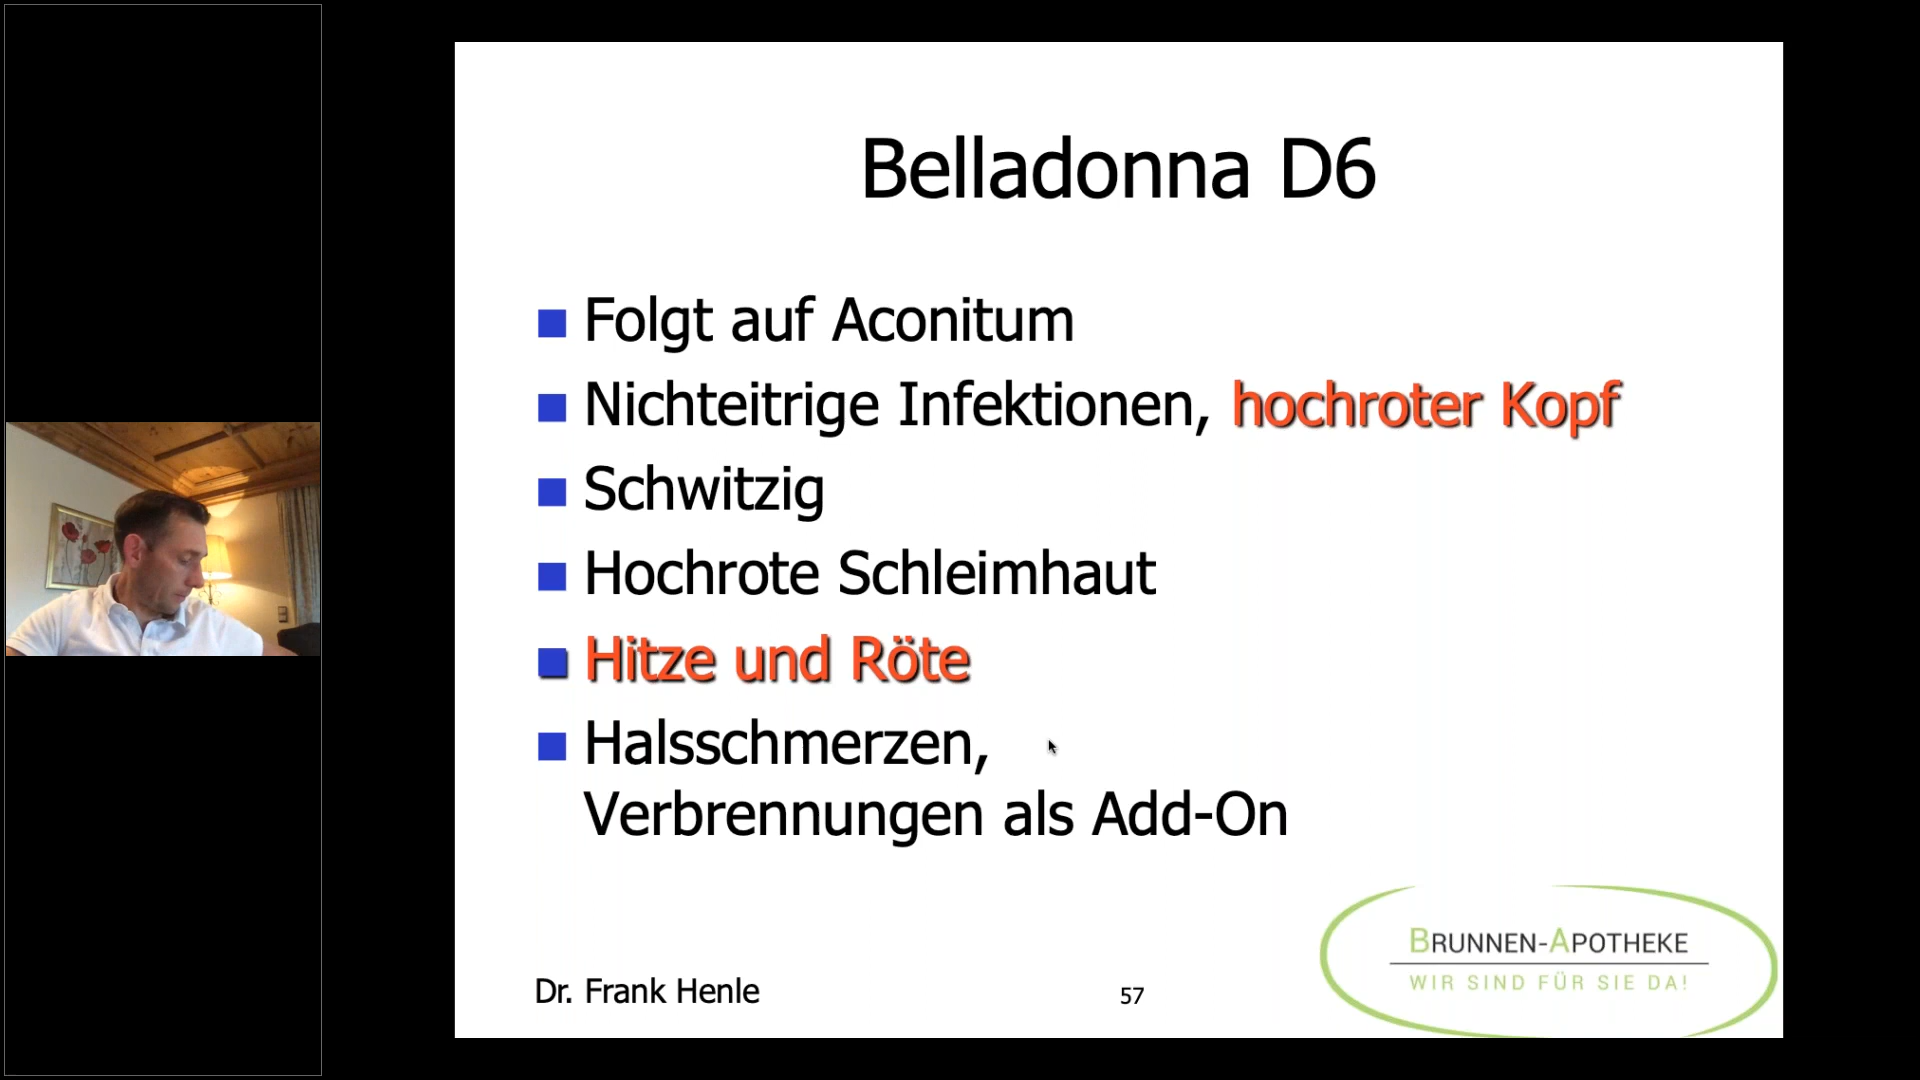 Belladonna D6
Folgt auf Aconitum
Nichteitrige Infektionen, hochroter Kopf
Schwitzig
Hochrote Schleimhaut
Hitze und Röte
Halsschmerzen,
Verbrennungen als Add-On
Dr. Frank Henle
57
BRUNNEN-APOTHEKE
WIR SIND FÜR SIE DA!